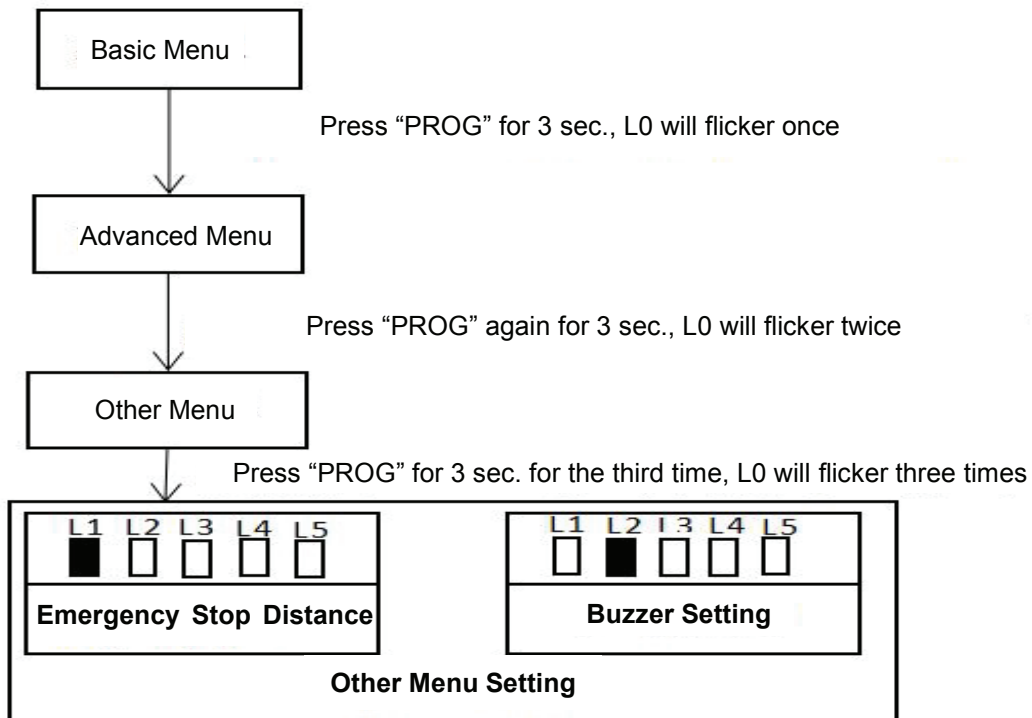 Basic Menu
Press “PROG” for 3 sec., L0 will flicker once
Advanced Menu
Press “PROG” again for 3 sec., L0 will flicker twice
Other Menu
Press “PROG” for 3 sec. for the third time, L0 will flicker three times
L1 L2 L3 L4 L5
Emergency Stop Distance
L1 L2 L3 L4 L5
Buzzer Setting
Other Menu Setting